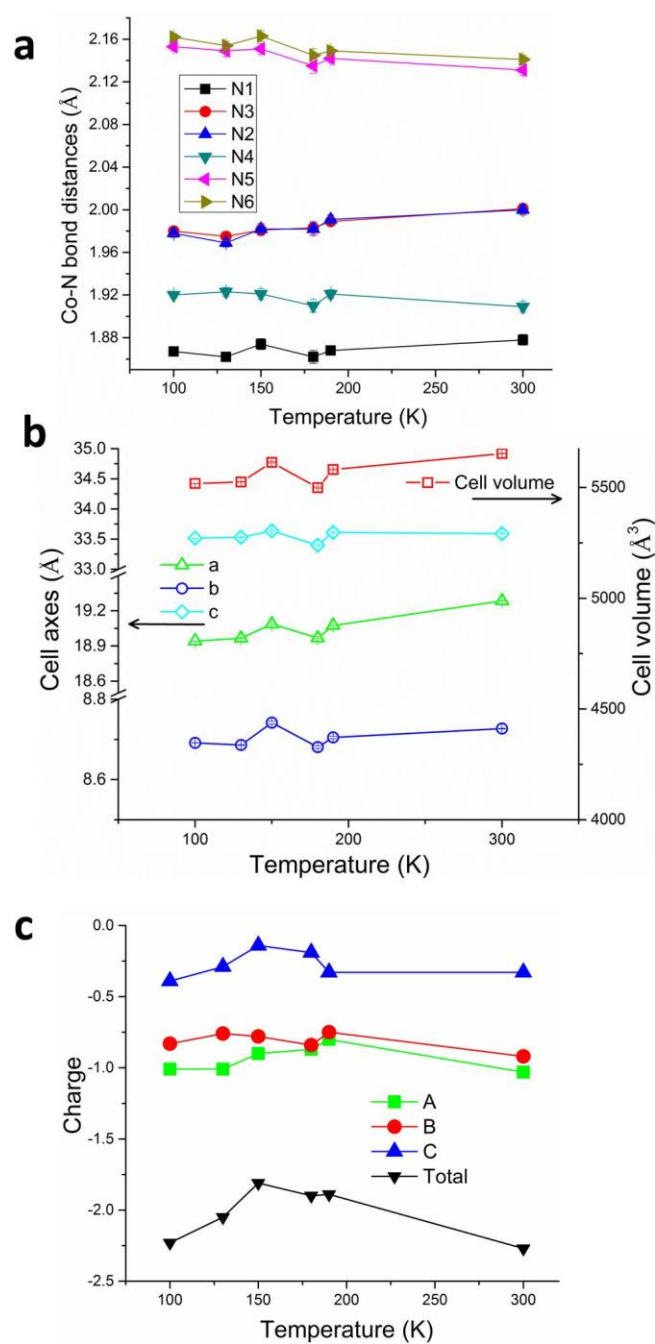 a
2.16
2.12
2.08
2.04
2.00
1.96
1.92
1.88
Co-N bond distances (Å)
N1
N3
N2
N4
N5
N6
100
150
200
250
300
Temperature (K)
b
35.0
34.5
34.0
33.5
33.0
19.2
18.9
18.6
8.8
8.6
Cell axes (Å)
Cell volume
a
b
c
5500
5000
4500
4000
Cell volume (Å³)
100
150
200
250
300
Temperature (K)
c
0.0
-0.5
-1.0
-1.5
-2.0
-2.5
Charge
A
B
C
Total
100
150
200
250
300
Temperature (K)